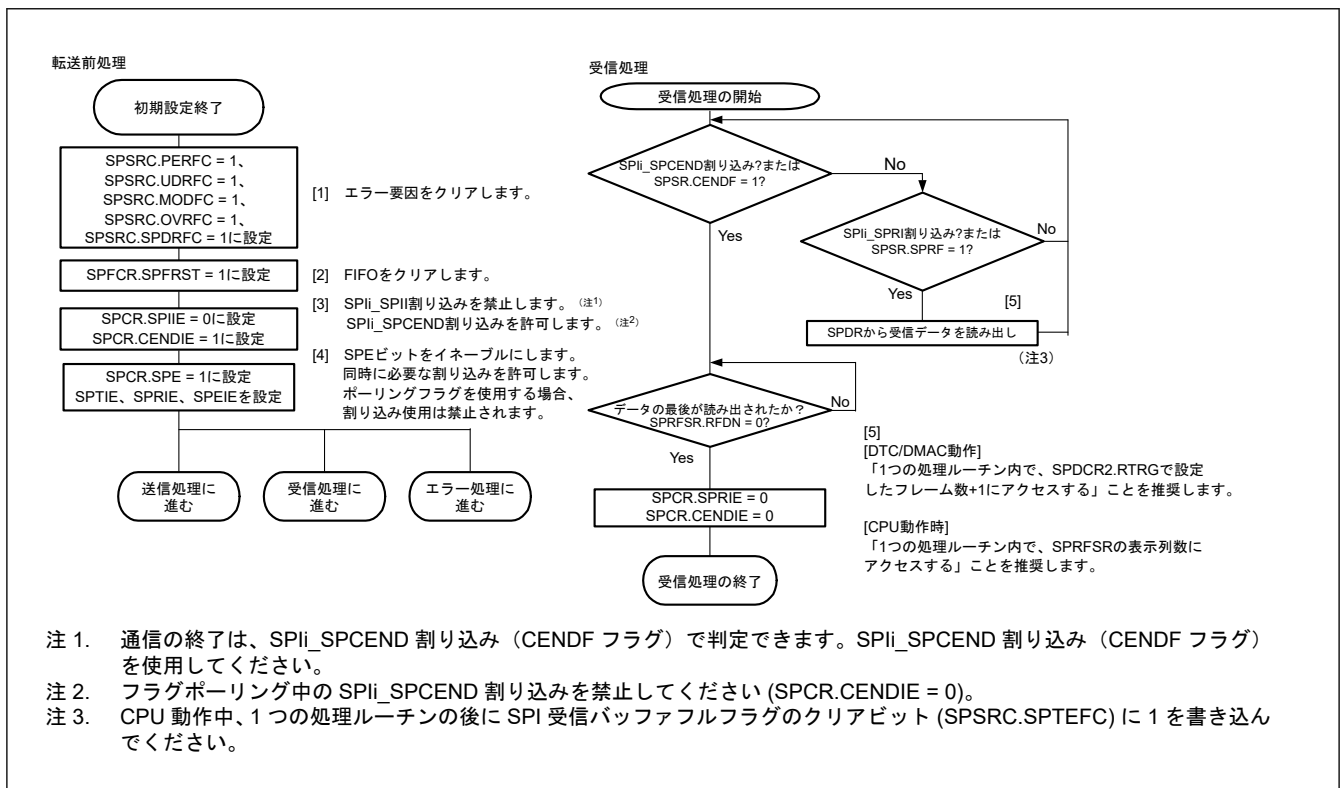 転送前処理
初期設定終了
SPSRC.PERFC = 1、
SPSRC.UDRFC = 1、
SPSRC.MODFC = 1、
SPSRC.OVRFC = 1、
SPSRC.SPDRFC = 1に設定
[1] エラー要因をクリアします。
SPFCR.SPFRST = 1に設定
[2] FIFOをクリアします。
SPCR.SPIIE = 0に設定
SPCR.CENDIE = 1に設定
[3] SPIi_SPII割り込みを禁止します。（注1）
SPIi_SPCEND割り込みを許可します。（注2）
SPCR.SPE = 1に設定
SPTIE、SPRIE、SPEIEを設定
[4] SPEビットをイネーブルにします。
同時に必要な割り込みを許可します。
ポーリングフラグを使用する場合、
割り込み使用は禁止されます。
送信処理に
進む
受信処理に
進む
エラー処理に
進む
受信処理
受信処理の開始
SPIi_SPCEND割り込み?または
SPSR.CENDF = 1?
No
Yes
SPIi_SPRI割り込み?または
SPSR.SPRF = 1?
No
Yes
[5]
SPDRから受信データを読み出し
（注3）
データの最後が読み出されたか？
SPRFSR.RFDN = 0?
No
Yes
SPCR.SPRIE = 0
SPCR.CENDIE = 0
受信処理の終了
[5]
[DTC/DMAC動作]
「1つの処理ルーチン内で、SPDCR2.RTRGで設定
したフレーム数+1にアクセスする」ことを推奨します。
[CPU動作時]
「1つの処理ルーチン内で、SPRFSRの表示列数に
アクセスする」ことを推奨します。
注 1. 通信の終了は、SPIi_SPCEND 割り込み（CENDF フラグ）で判定できます。SPIi_SPCEND 割り込み（CENDF フラグ）
を使用してください。
注 2. フラグポーリング中の SPIi_SPCEND 割り込みを禁止してください (SPCR.CENDIE = 0)。
注 3. CPU 動作中、1 つの処理ルーチンの後に SPI 受信バッファフルフラグのクリアビット (SPSRC.SPTEFC) に 1 を書き込ん
でください。